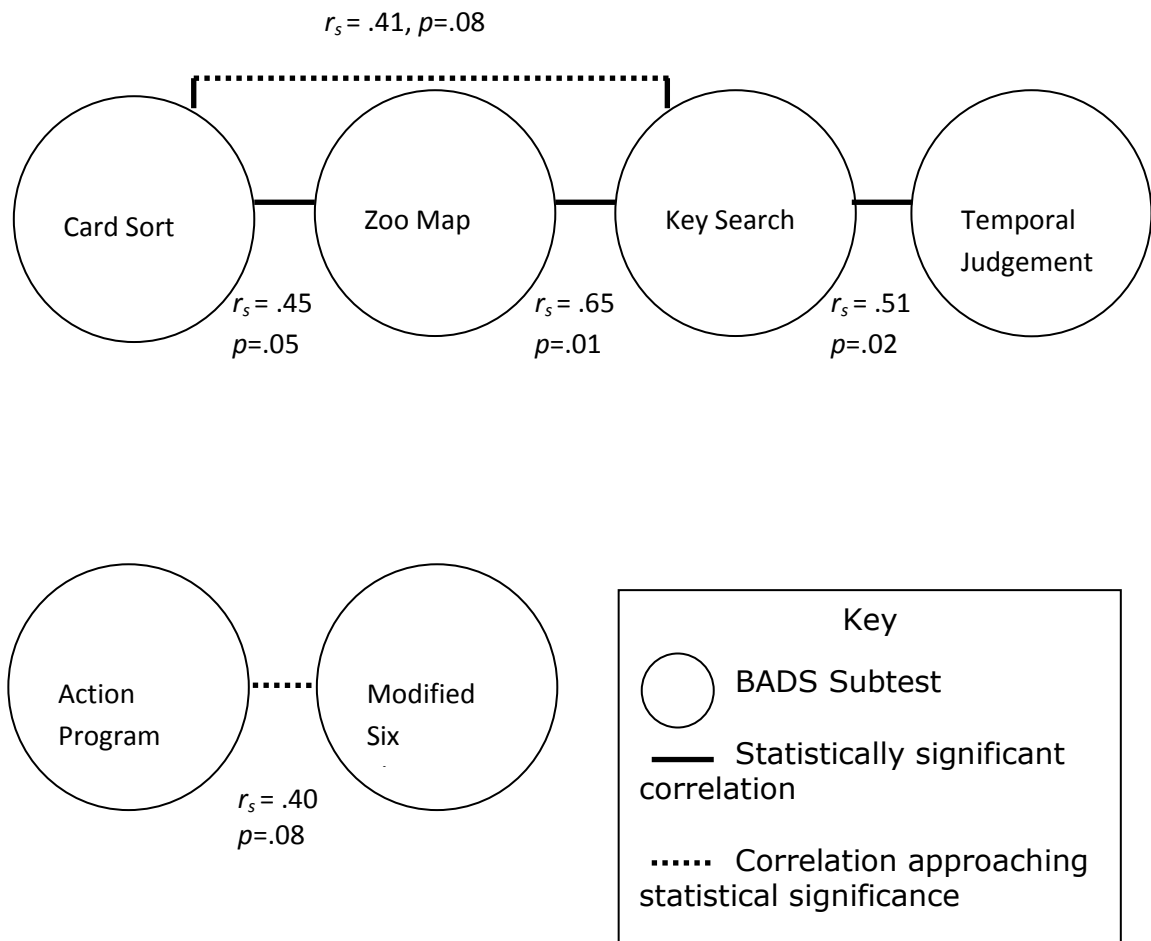 rs = .41, p=.08
Card Sort
Zoo Map
Key Search
Temporal
Judgement
rs = .45
p=.05
rs = .65
p=.01
rs = .51
p=.02
Action
Program
Modified
Six
rs = .40
p=.08
Key
BADS Subtest
Statistically significant
correlation
Correlation approaching
statistical significance